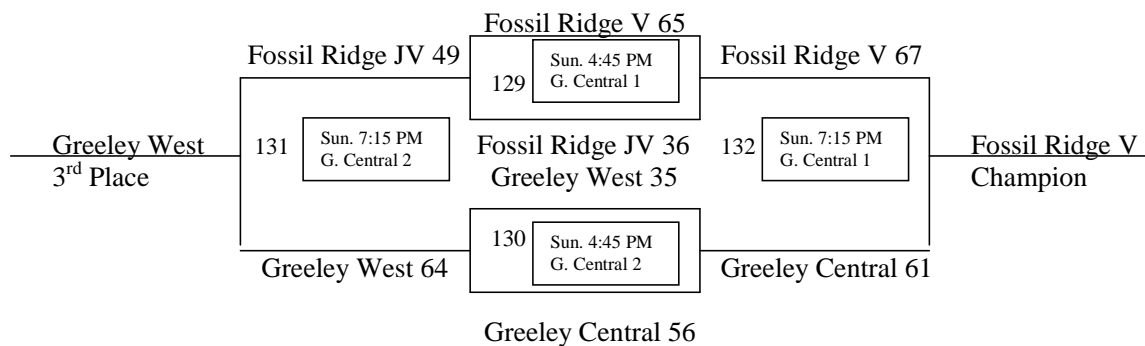 Fossil Ridge V 65
Fossil Ridge JV 49
Sun. 4:45 PM
G. Central 1
129
Fossil Ridge V 67
Greeley West
3rd Place
131
Sun. 7:15 PM
G. Central 2
Fossil Ridge JV 36
Greeley West 35
132
Sun. 7:15 PM
G. Central 1
Fossil Ridge V
Champion
130
Sun. 4:45 PM
G. Central 2
Greeley West 64
Greeley Central 61
Greeley Central 56